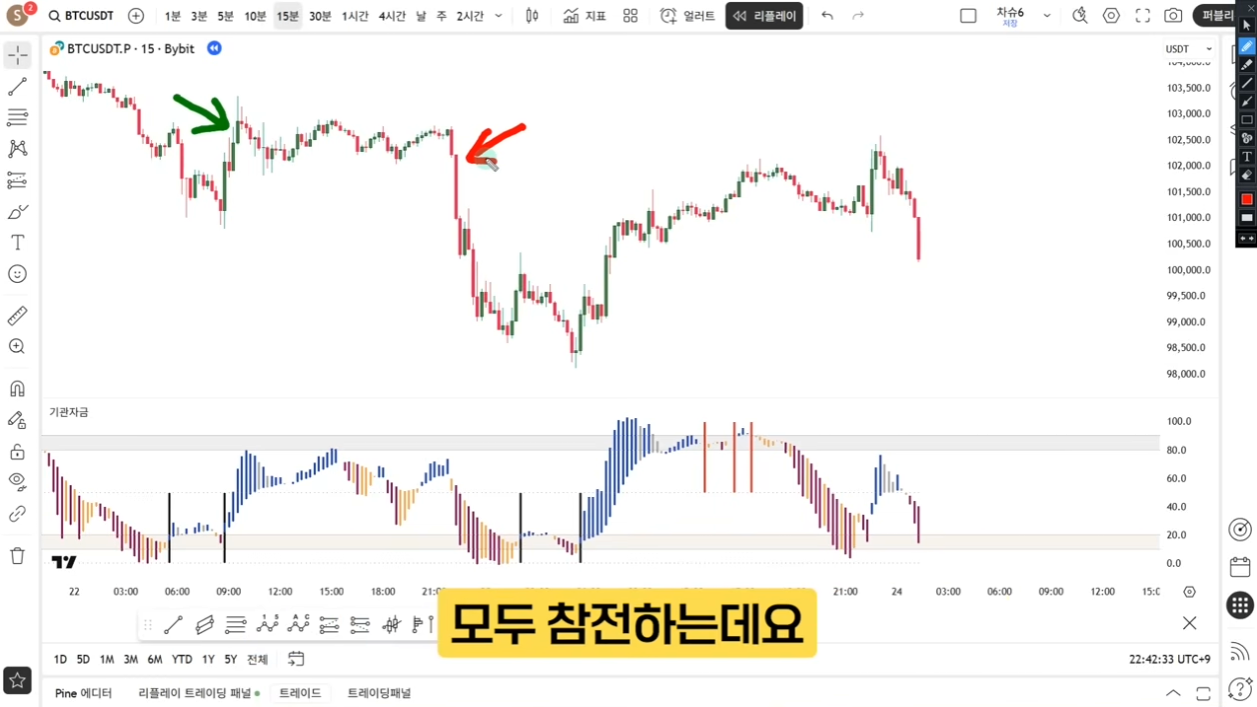 S 2 BTCUSDT 1분 3분 5분 10분 15분 30분 1시간 4시간 날 주 2시간 지표 얼러트 리플레이 차슈6 퍼블리
저장
BTCUSDT.P · 15 · Bybit
USDT
104,000.0
103,500.0
103,000.0
102,500.0
102,000.0
101,500.0
101,000.0
100,500.0
100,000.0
99,500.0
99,000.0
98,500.0
98,000.0
기관자금
100.0
80.0
60.0
40.0
20.0
0.0
22 03:00 06:00 09:00 12:00 15:00 18:00 21:00 21:00 24 03:00 06:00 09:00 12:00 15:0
모두 참전하는데요
1D 5D 1M 3M 6M YTD 1Y 5Y 전체
22:42:33 UTC+9
Pine 에디터 리플레이 트레이딩 패널 트레이드 트레이딩패널